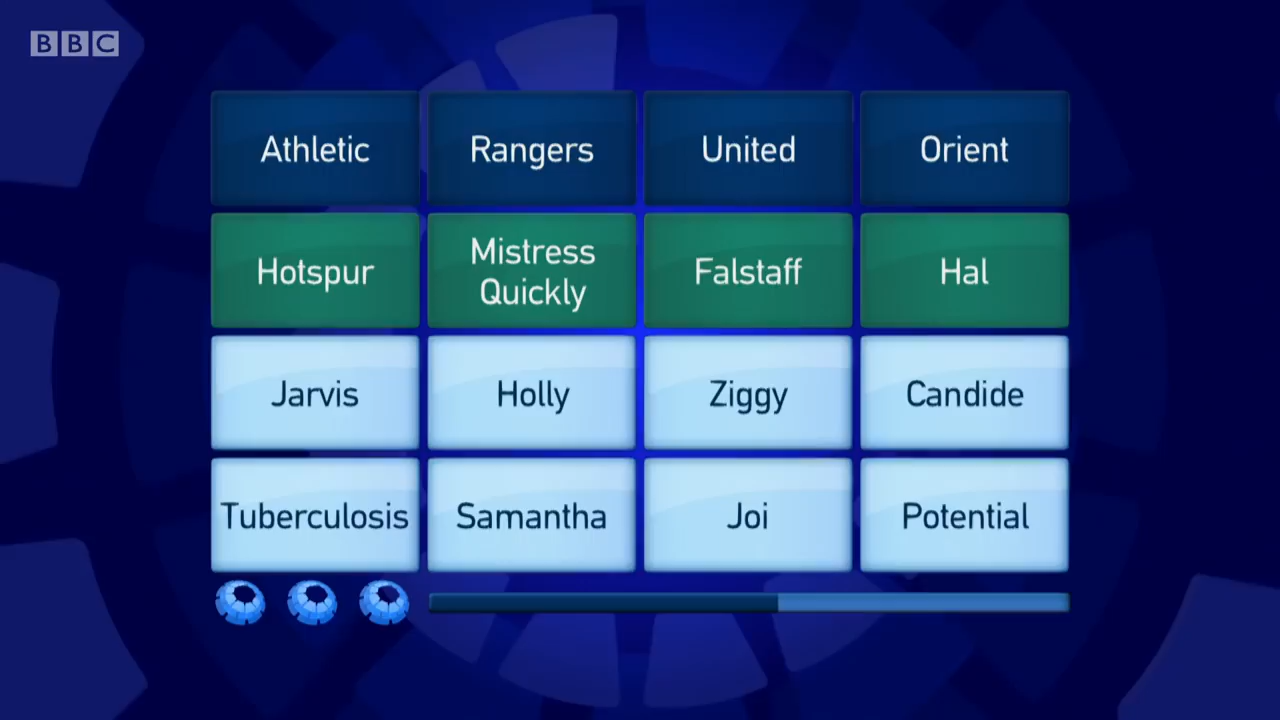 BBC
Athletic
Rangers
United
Orient
Hotspur
Mistress
Quickly
Falstaff
Hal
Jarvis
Holly
Ziggy
Candide
Tuberculosis
Samantha
Joi
Potential